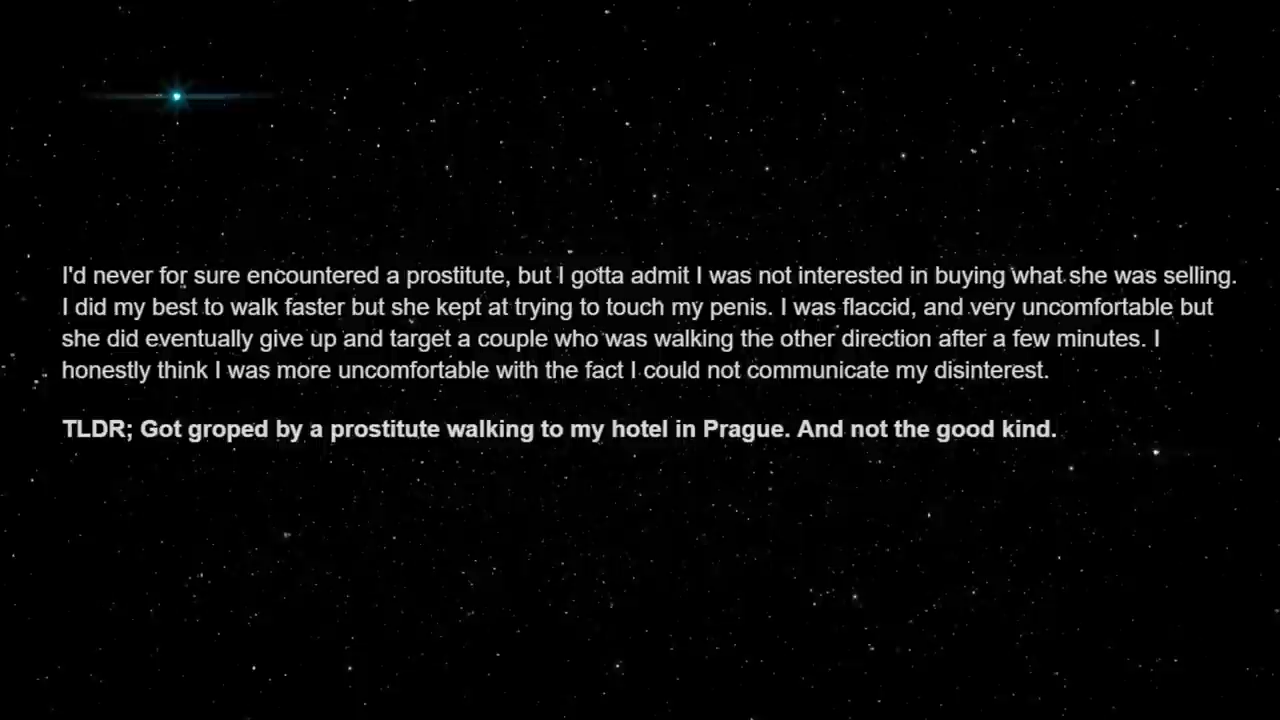 I'd never for sure encountered a prostitute, but I gotta admit I was not interested in buying what she was selling.
I did my best to walk faster but she kept at trying to touch my penis. I was flaccid, and very uncomfortable but
she did eventually give up and target a couple who was walking the other direction after a few minutes. I
honestly think I was more uncomfortable with the fact I could not communicate my disinterest.
TLDR; Got groped by a prostitute walking to my hotel in Prague. And not the good kind.